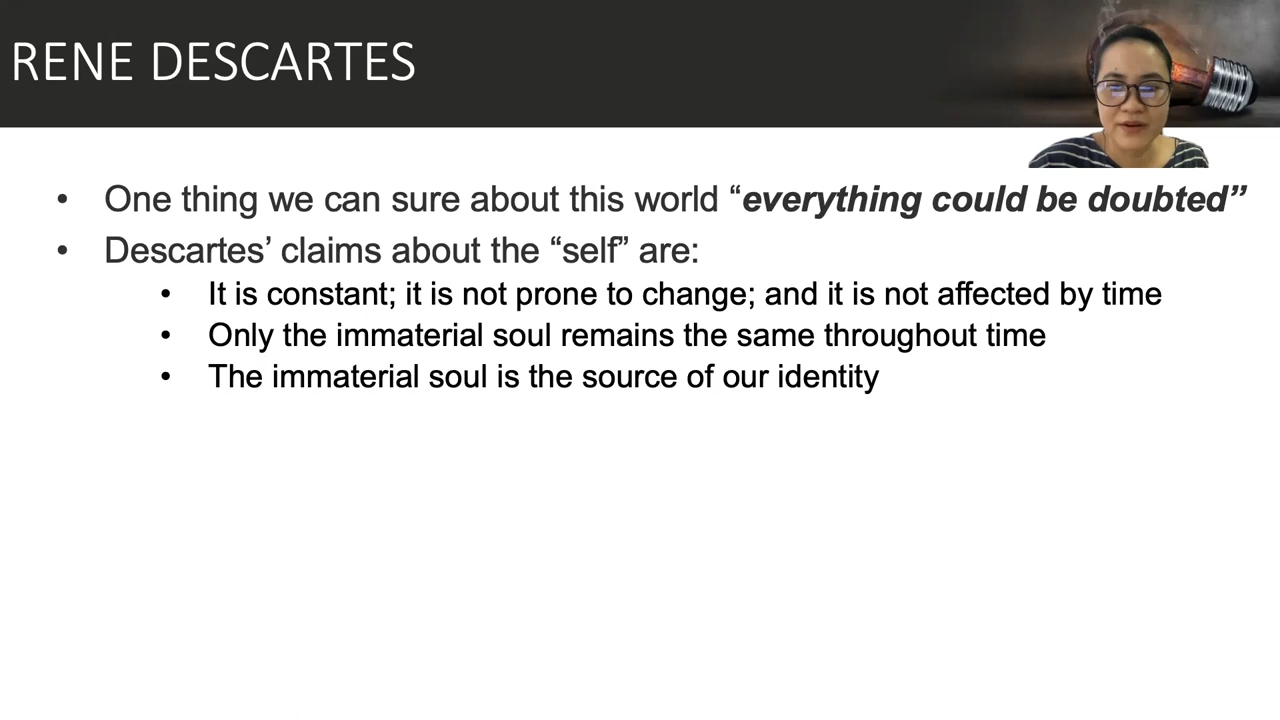 RENE DESCARTES
• One thing we can sure about this world “everything could be doubted”
• Descartes’ claims about the “self” are:
• It is constant; it is not prone to change; and it is not affected by time
• Only the immaterial soul remains the same throughout time
• The immaterial soul is the source of our identity